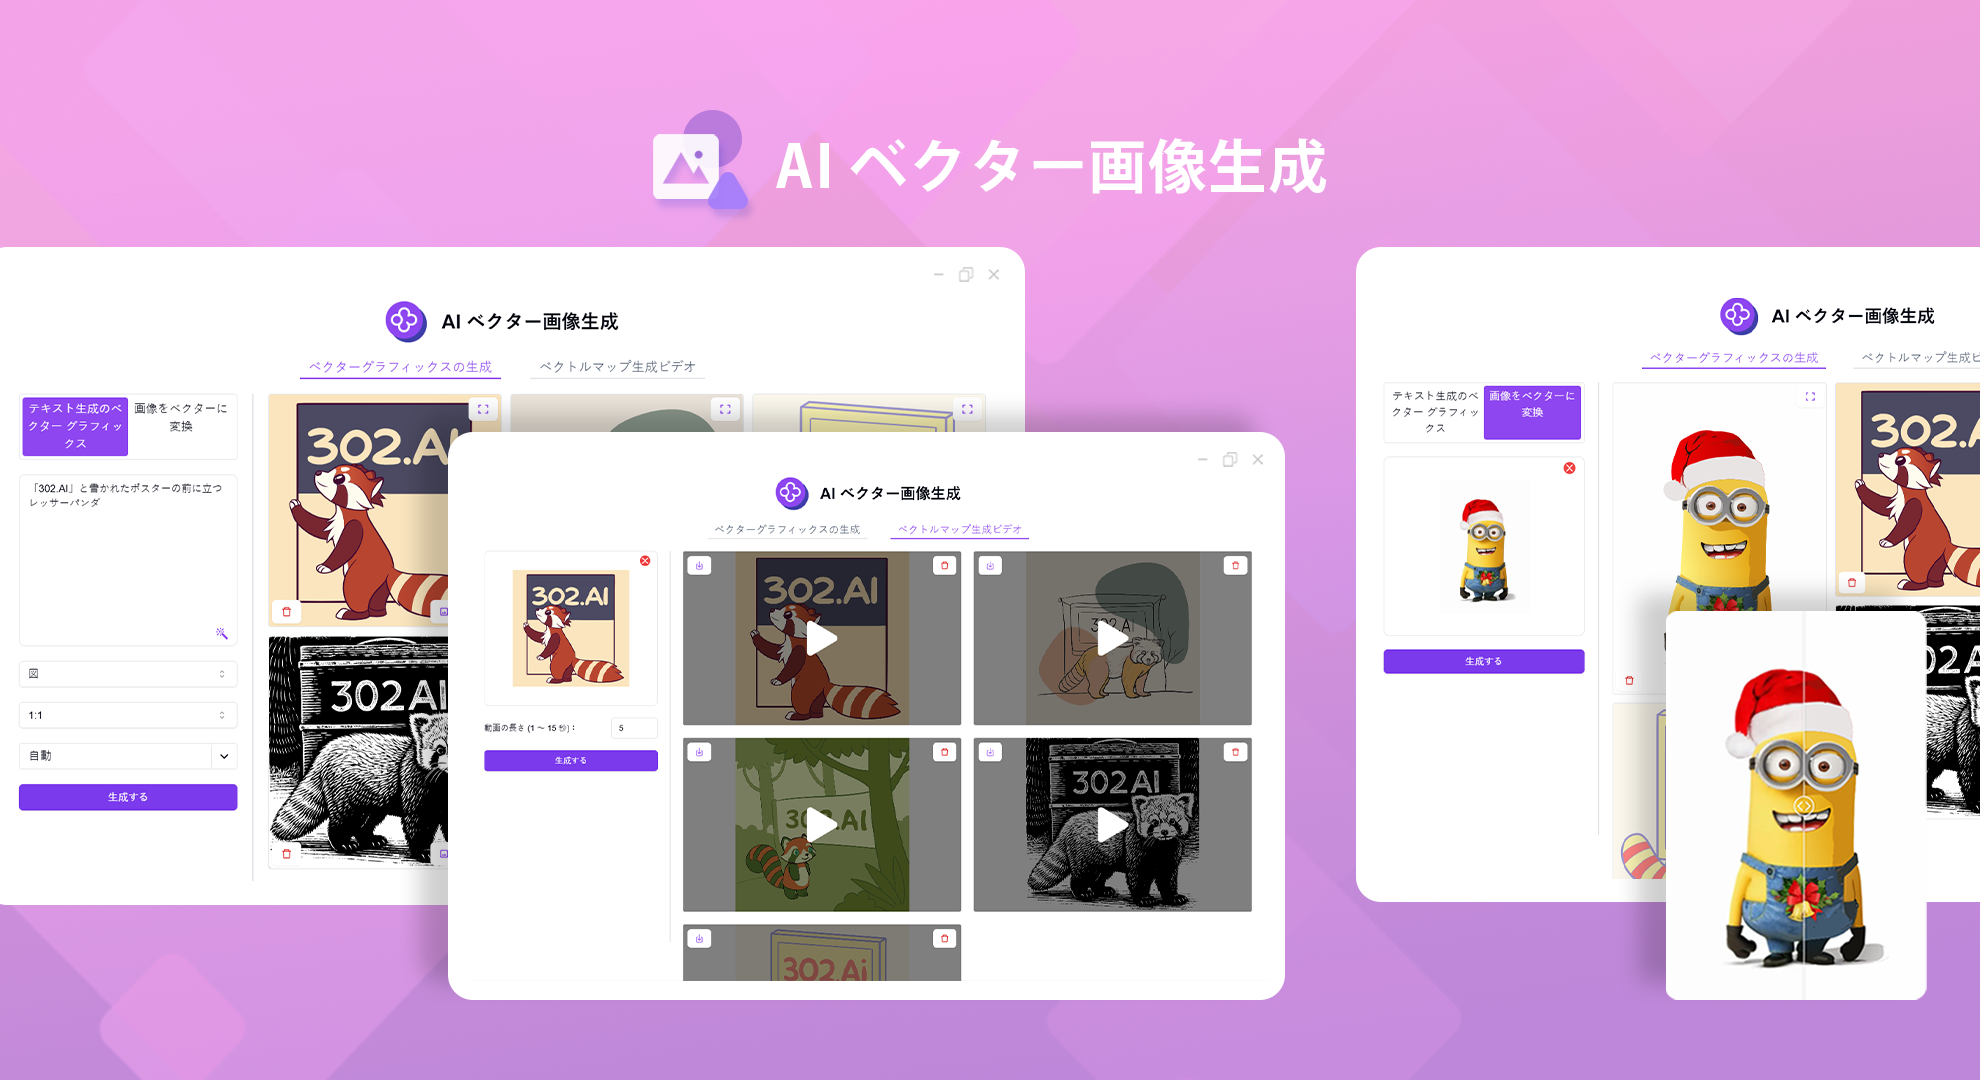 AI ベクター画像生成
AI ベクター画像生成
ベクターグラフィックスの生成
ベクトルマップ生成ビデオ
テキスト生成のベ
クター グラフィッ
クス
画像をベクターに
変換
「302.AI」と書かれたポスターの前に立つ
レッサーパンダ
図
1:1
自動
生成する
302.A
302AI
AI ベクター画像生成
ベクターグラフィックスの生成
ベクトルマップ生成ビデオ
302.AI
動画の長さ (1 ～ 15 秒)：
5
生成する
302.AI
302.AI
302AI
302.Ai
AI ベクター画像生成
ベクターグラフィックスの生成
ベクトルマップ生成ビ
テキスト生成のベ
クター グラフィッ
クス
画像をベクターに
変換
生成する
302.A